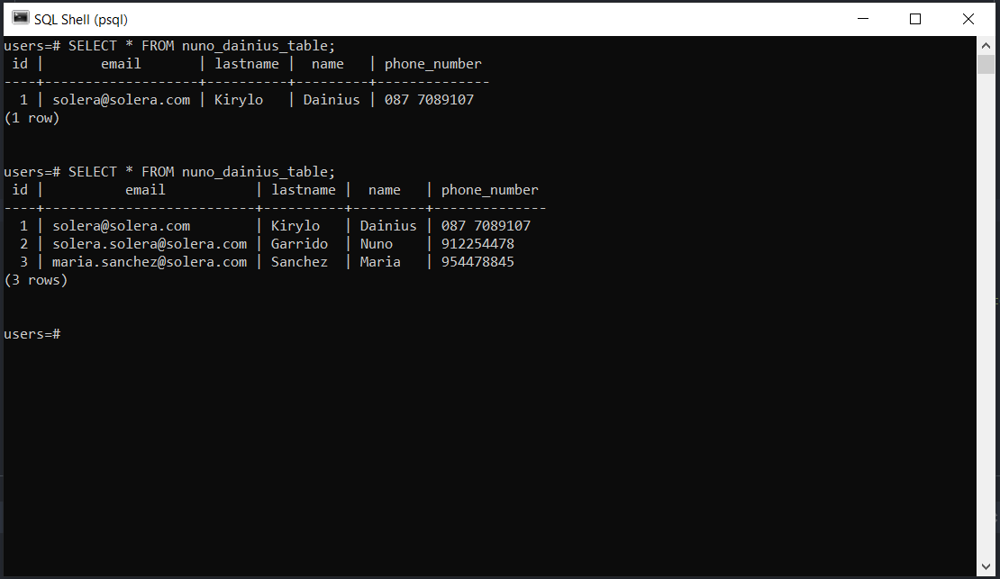 SQL Shell (psql)
users=# SELECT * FROM nuno_dainius_table;
 id |       email       | lastname |  name   | phone_number
----+-------------------+----------+---------+--------------
  1 | solera@solera.com | Kirylo   | Dainius | 087 7089107
(1 row)
users=# SELECT * FROM nuno_dainius_table;
 id |          email           | lastname |  name   | phone_number
----+--------------------------+----------+---------+--------------
  1 | solera@solera.com        | Kirylo   | Dainius | 087 7089107
  2 | solera.solera@solera.com | Garrido  | Nuno    | 912254478
  3 | maria.sanchez@solera.com | Sanchez  | Maria   | 954478845
(3 rows)
users=#